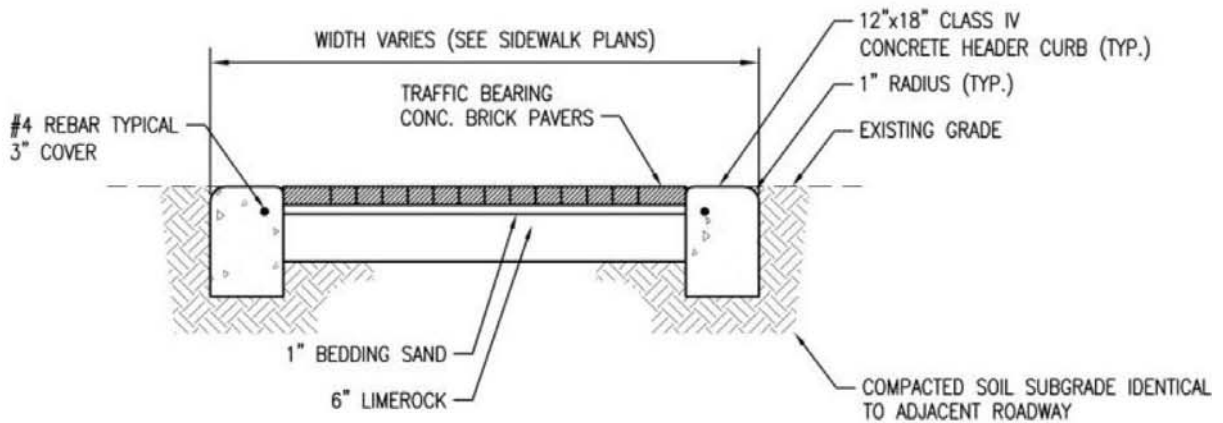 12"x18" CLASS IV
CONCRETE HEADER CURB (TYP.)
WIDTH VARIES (SEE SIDEWALK PLANS)
1" RADIUS (TYP.)
TRAFFIC BEARING
CONC. BRICK PAVERS
#4 REBAR TYPICAL
3" COVER
EXISTING GRADE
1" BEDDING SAND
6" LIMEROCK
COMPACTED SOIL SUBGRADE IDENTICAL
TO ADJACENT ROADWAY